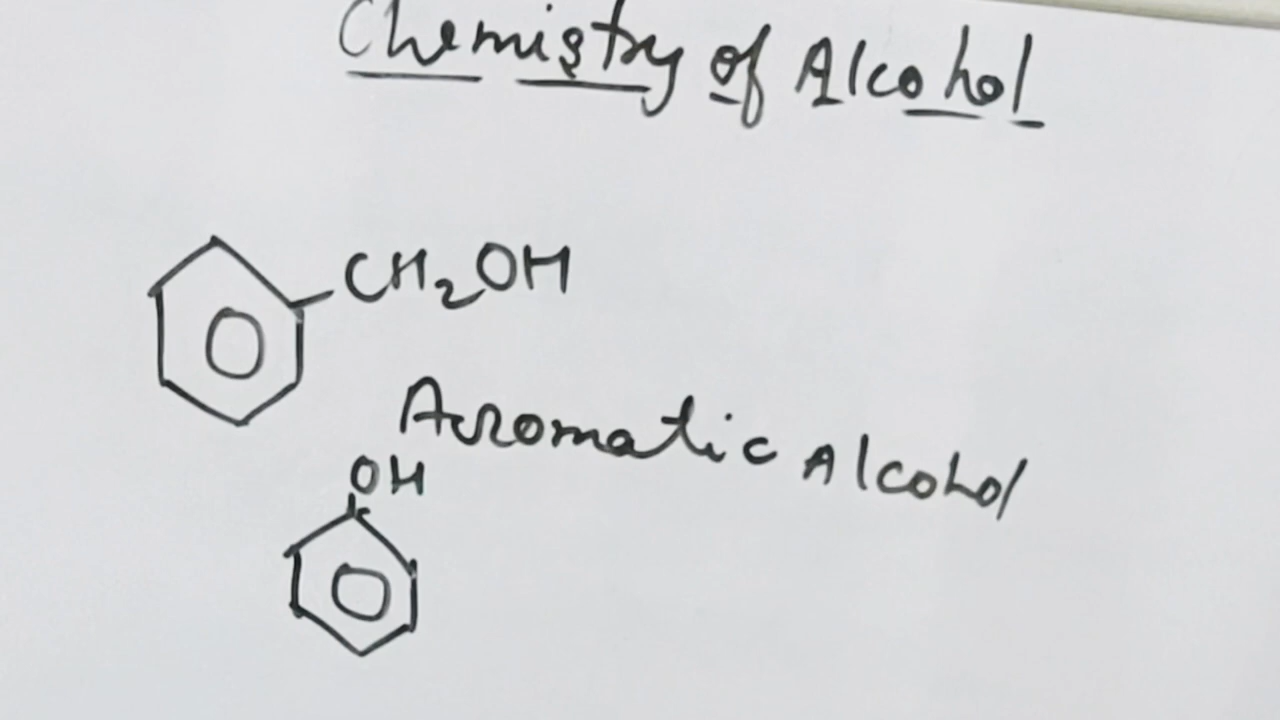 Chemistry of Alcohol
CH₂OH
Aromatic Alcohol
OH